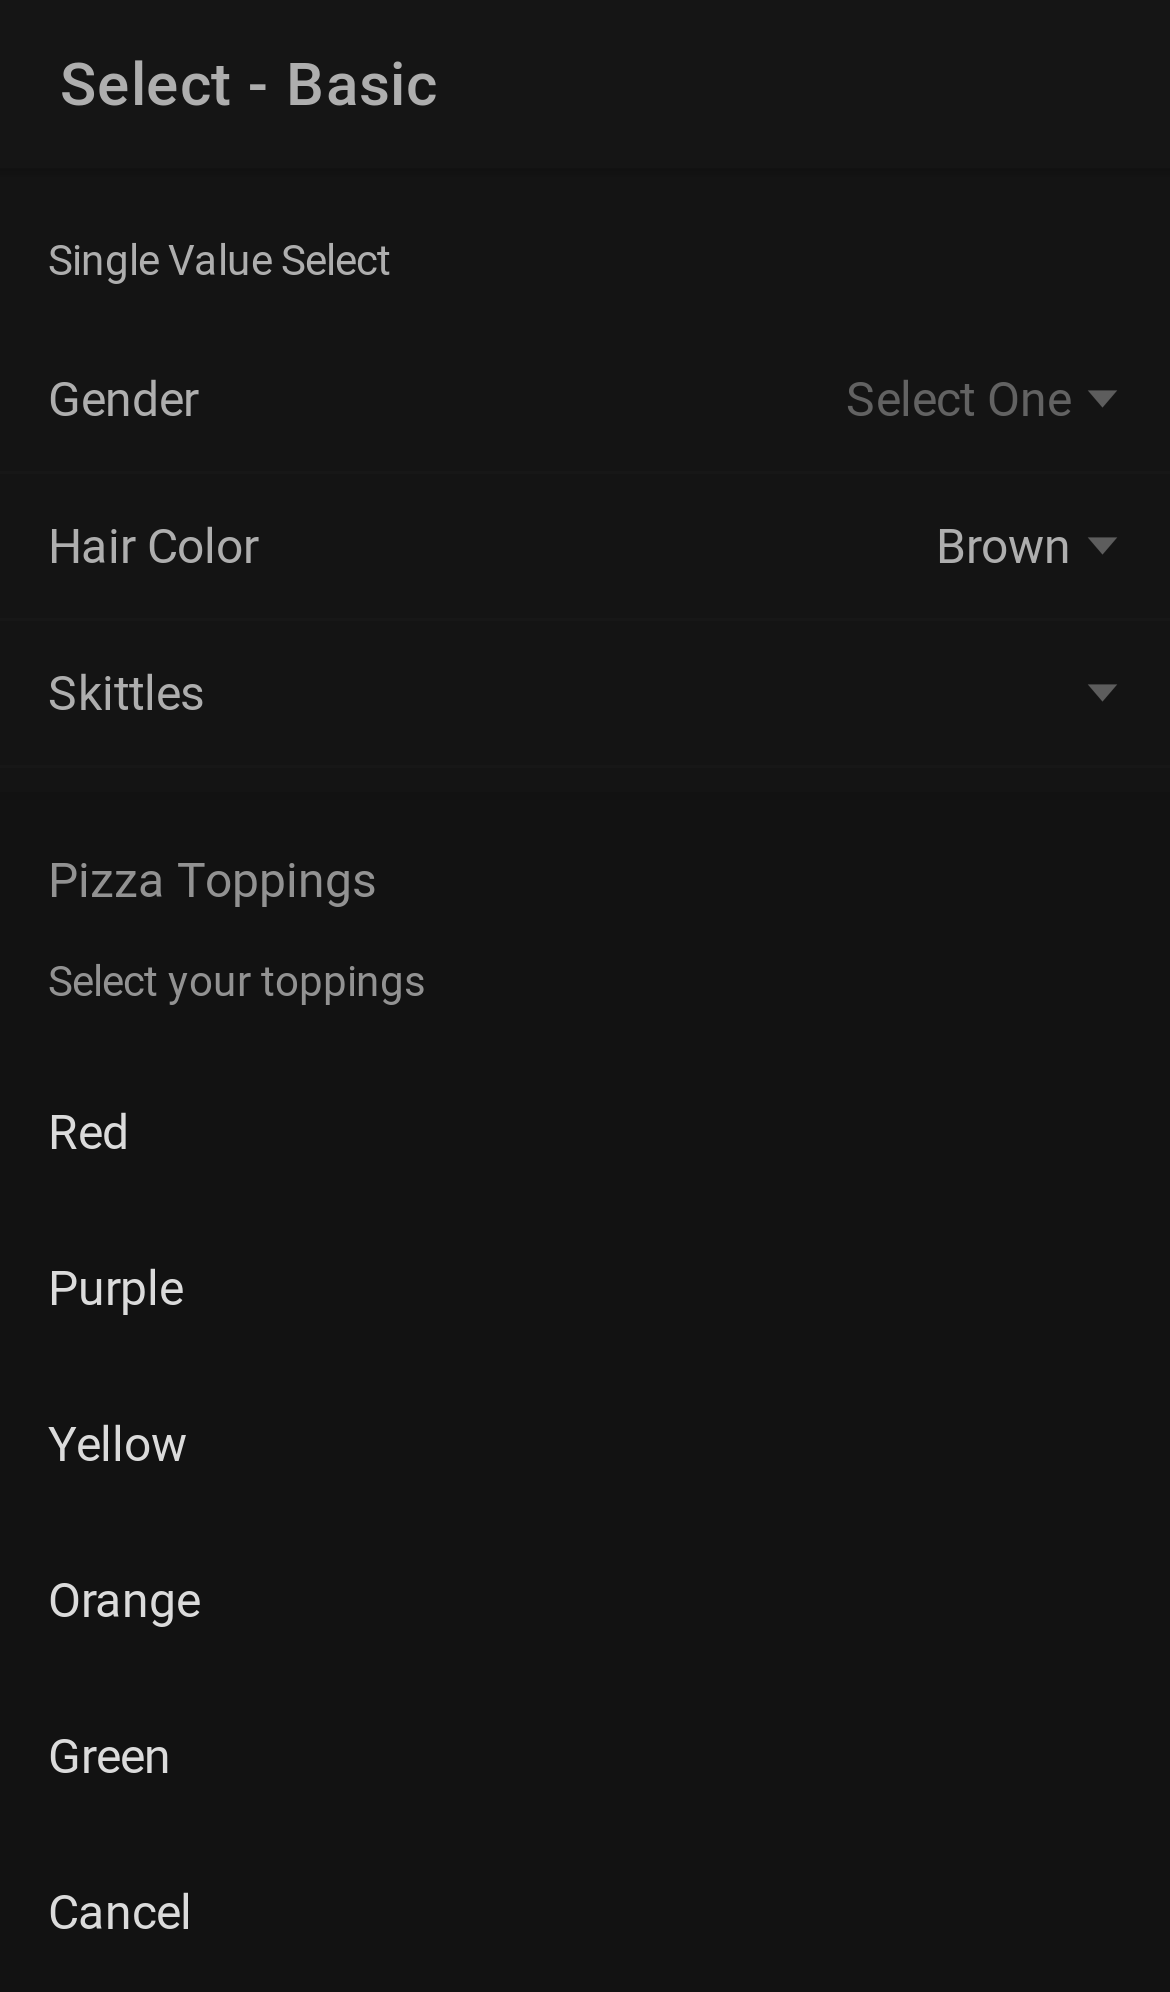 Select - Basic
Single Value Select
Gender Select One
Hair Color Brown
Skittles
Pizza Toppings
Select your toppings
Red
Purple
Yellow
Orange
Green
Cancel